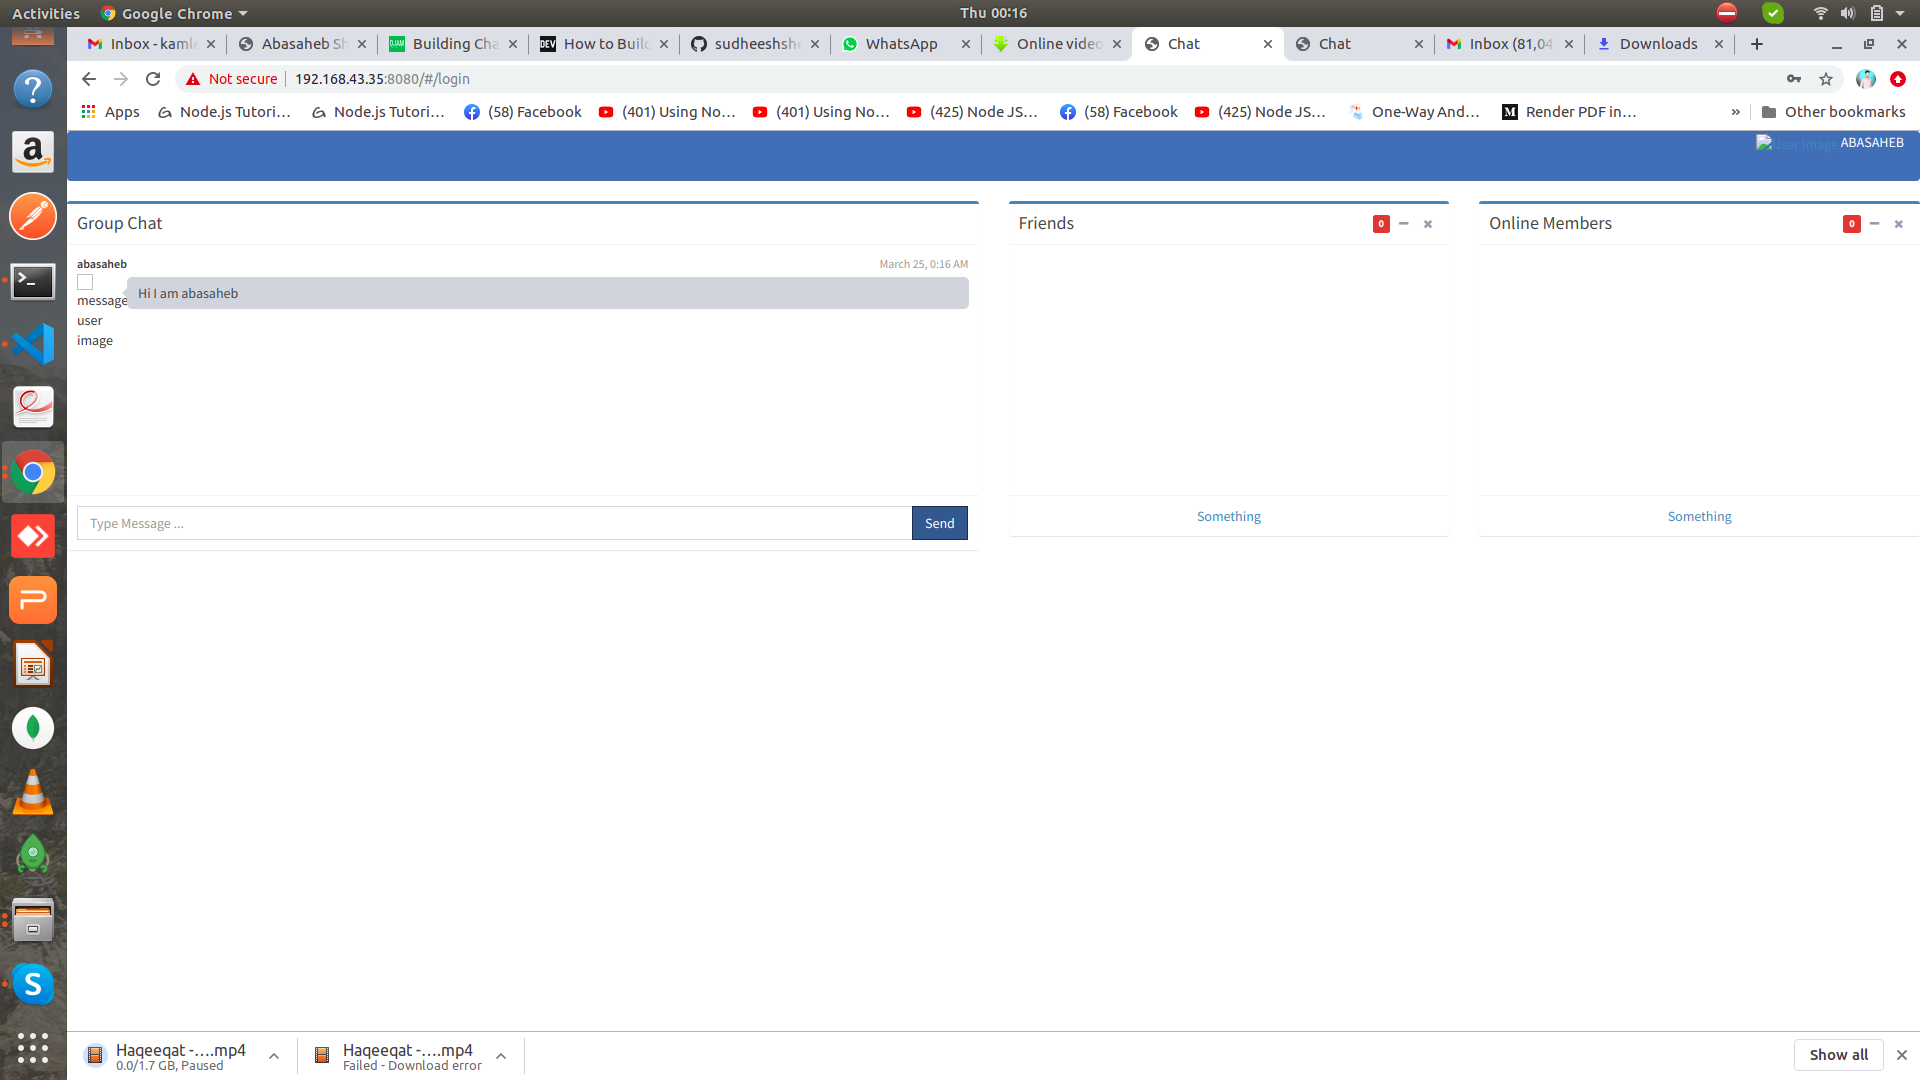 Activities Google Chrome Thu 00:16
Inbox - kaml Abasaheb Sh Building Cha How to Buil sudheeshshe WhatsApp Online video Chat Chat Inbox (81,04 Downloads
Not secure 192.168.43.35:8080/#/login
Apps Node.js Tutori... Node.js Tutori... (58) Facebook (401) Using No... (401) Using No... (425) Node JS... (58) Facebook (425) Node JS... One-Way And... Render PDF in... » Other bookmarks
User Image ABASAHEB
Group Chat
Friends 0
Online Members 0
abasaheb March 25, 0:16 AM
message user image
Hi I am abasaheb
Type Message ... Send
Something
Something
Haqeeqat -....mp4 Haqeeqat -....mp4 Show all
0.0/1.7 GB, Paused Failed - Download error